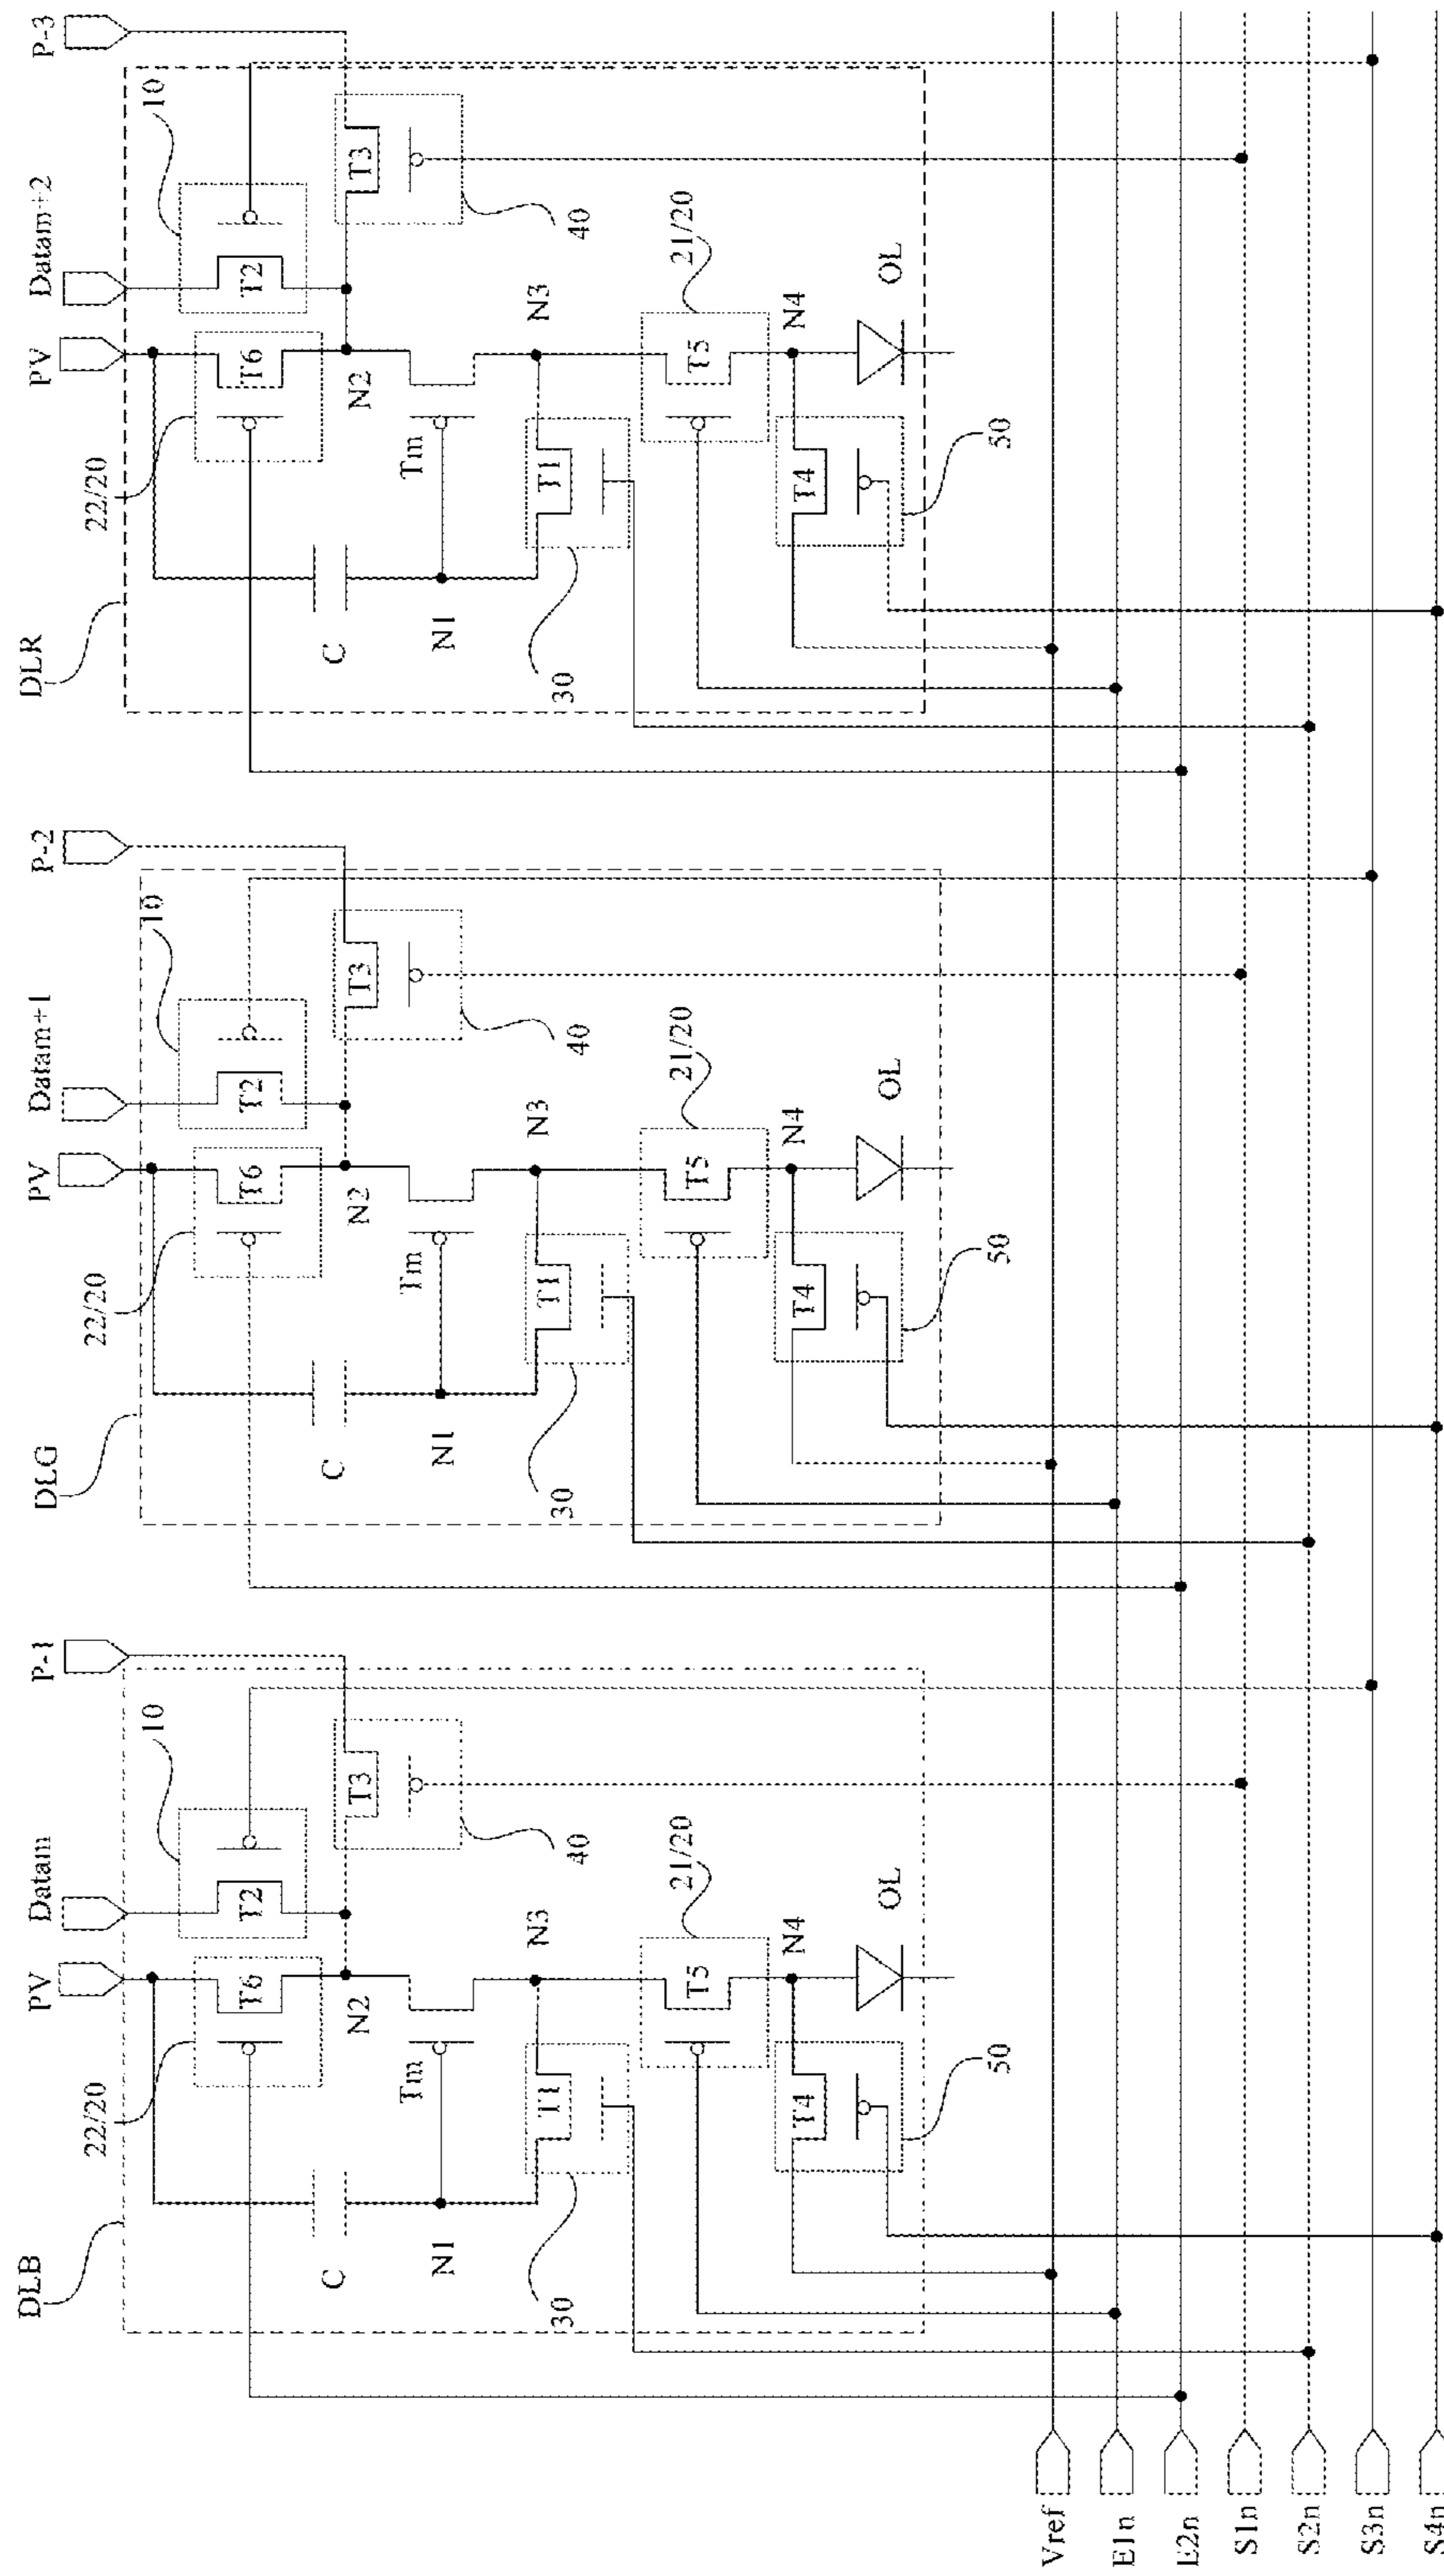 DLB
PV
Datam
P-1
22/20
T6
T2
10
N2
Tm
T3
40
C
N1
T1
30
N3
21/20
T5
N4
T4
50
OL
DLG
PV
Datam+1
P-2
22/20
T6
T2
10
N2
Tm
T3
40
C
N1
T1
30
N3
21/20
T5
N4
T4
50
OL
DLR
PV
Datam+2
P-3
22/20
T6
T2
10
N2
Tm
T3
40
C
N1
T1
30
N3
21/20
T5
N4
T4
50
OL
Vref
E1n
E2n
S1n
S2n
S3n
S4n